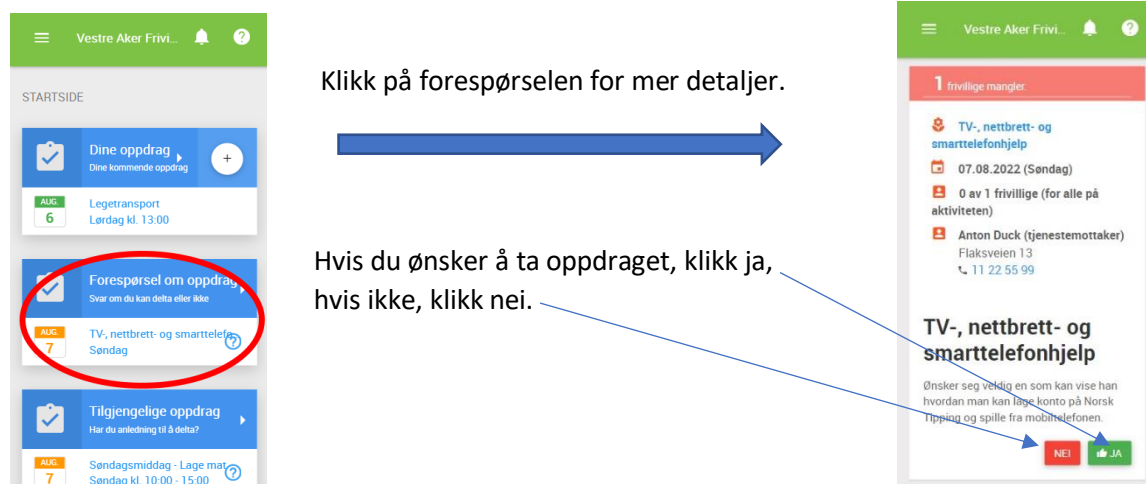 Vestre Aker Frivi...
STARTSIDE
Dine oppdrag
Dine kommende oppdrag
+
AUG.
6
Legetransport
Lørdag kl. 13:00
Forespørsel om oppdrag
Svar om du kan delta eller ikke
AUG.
7
TV-, nettbrett- og smarttelefo
Søndag
?
Tilgjengelige oppdrag
Har du anledning til å delta?
AUG.
7
Søndagsmiddag - Lage mat
Søndag kl. 10:00 - 15:00
?
Klikk på forespørselen for mer detaljer.
Hvis du ønsker å ta oppdraget, klikk ja,
hvis ikke, klikk nei.
Vestre Aker Frivi...
1 frivillige mangler.
TV-, nettbrett- og
smarttelefonhjelp
07.08.2022 (Søndag)
0 av 1 frivillige (for alle på
aktiviteten)
Anton Duck (tjenestemottaker)
Flaksveien 13
11 22 55 99
TV-, nettbrett- og
smarttelefonhjelp
Ønsker seg veldig en som kan vise han
hvordan man kan lage konto på Norsk
Tipping og spille fra mobiltelefonen.
NEI
JA